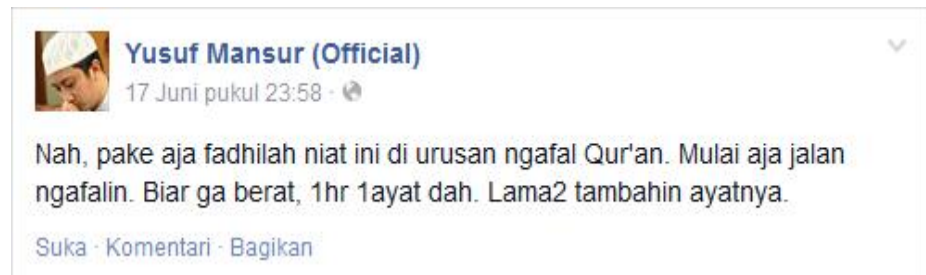 Yusuf Mansur (Official)
17 Juni pukul 23:58 ·
Nah, pake aja fadhilah niat ini di urusan ngafal Qur'an. Mulai aja jalan
ngafalin. Biar ga berat, 1hr 1ayat dah. Lama2 tambahin ayatnya.
Suka · Komentari · Bagikan